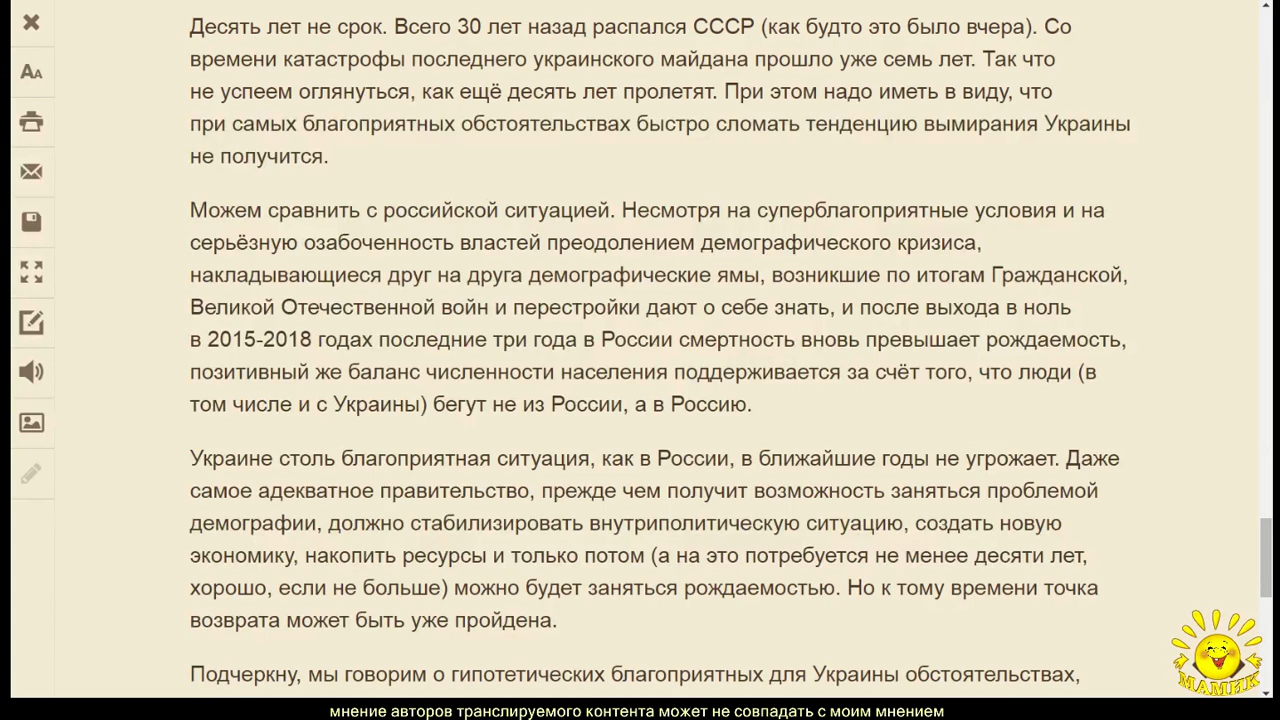 Десять лет не срок. Всего 30 лет назад распался СССР (как будто это было вчера). Со
времени катастрофы последнего украинского майдана прошло уже семь лет. Так что
не успеем оглянуться, как ещё десять лет пролетят. При этом надо иметь в виду, что
при самых благоприятных обстоятельствах быстро сломать тенденцию вымирания Украины
не получится.
Можем сравнить с российской ситуацией. Несмотря на суперблагоприятные условия и на
серьёзную озабоченность властей преодолением демографического кризиса,
накладывающиеся друг на друга демографические ямы, возникшие по итогам Гражданской,
Великой Отечественной войн и перестройки дают о себе знать, и после выхода в ноль
в 2015-2018 годах последние три года в России смертность вновь превышает рождаемость,
позитивный же баланс численности населения поддерживается за счёт того, что люди (в
том числе и с Украины) бегут не из России, а в Россию.
Украине столь благоприятная ситуация, как в России, в ближайшие годы не угрожает. Даже
самое адекватное правительство, прежде чем получит возможность заняться проблемой
демографии, должно стабилизировать внутриполитическую ситуацию, создать новую
экономику, накопить ресурсы и только потом (а на это потребуется не менее десяти лет,
хорошо, если не больше) можно будет заняться рождаемостью. Но к тому времени точка
возврата может быть уже пройдена.
Подчеркну, мы говорим о гипотетических благоприятных для Украины обстоятельствах,
МАМИК
мнение авторов транслируемого контента может не совпадать с моим мнением